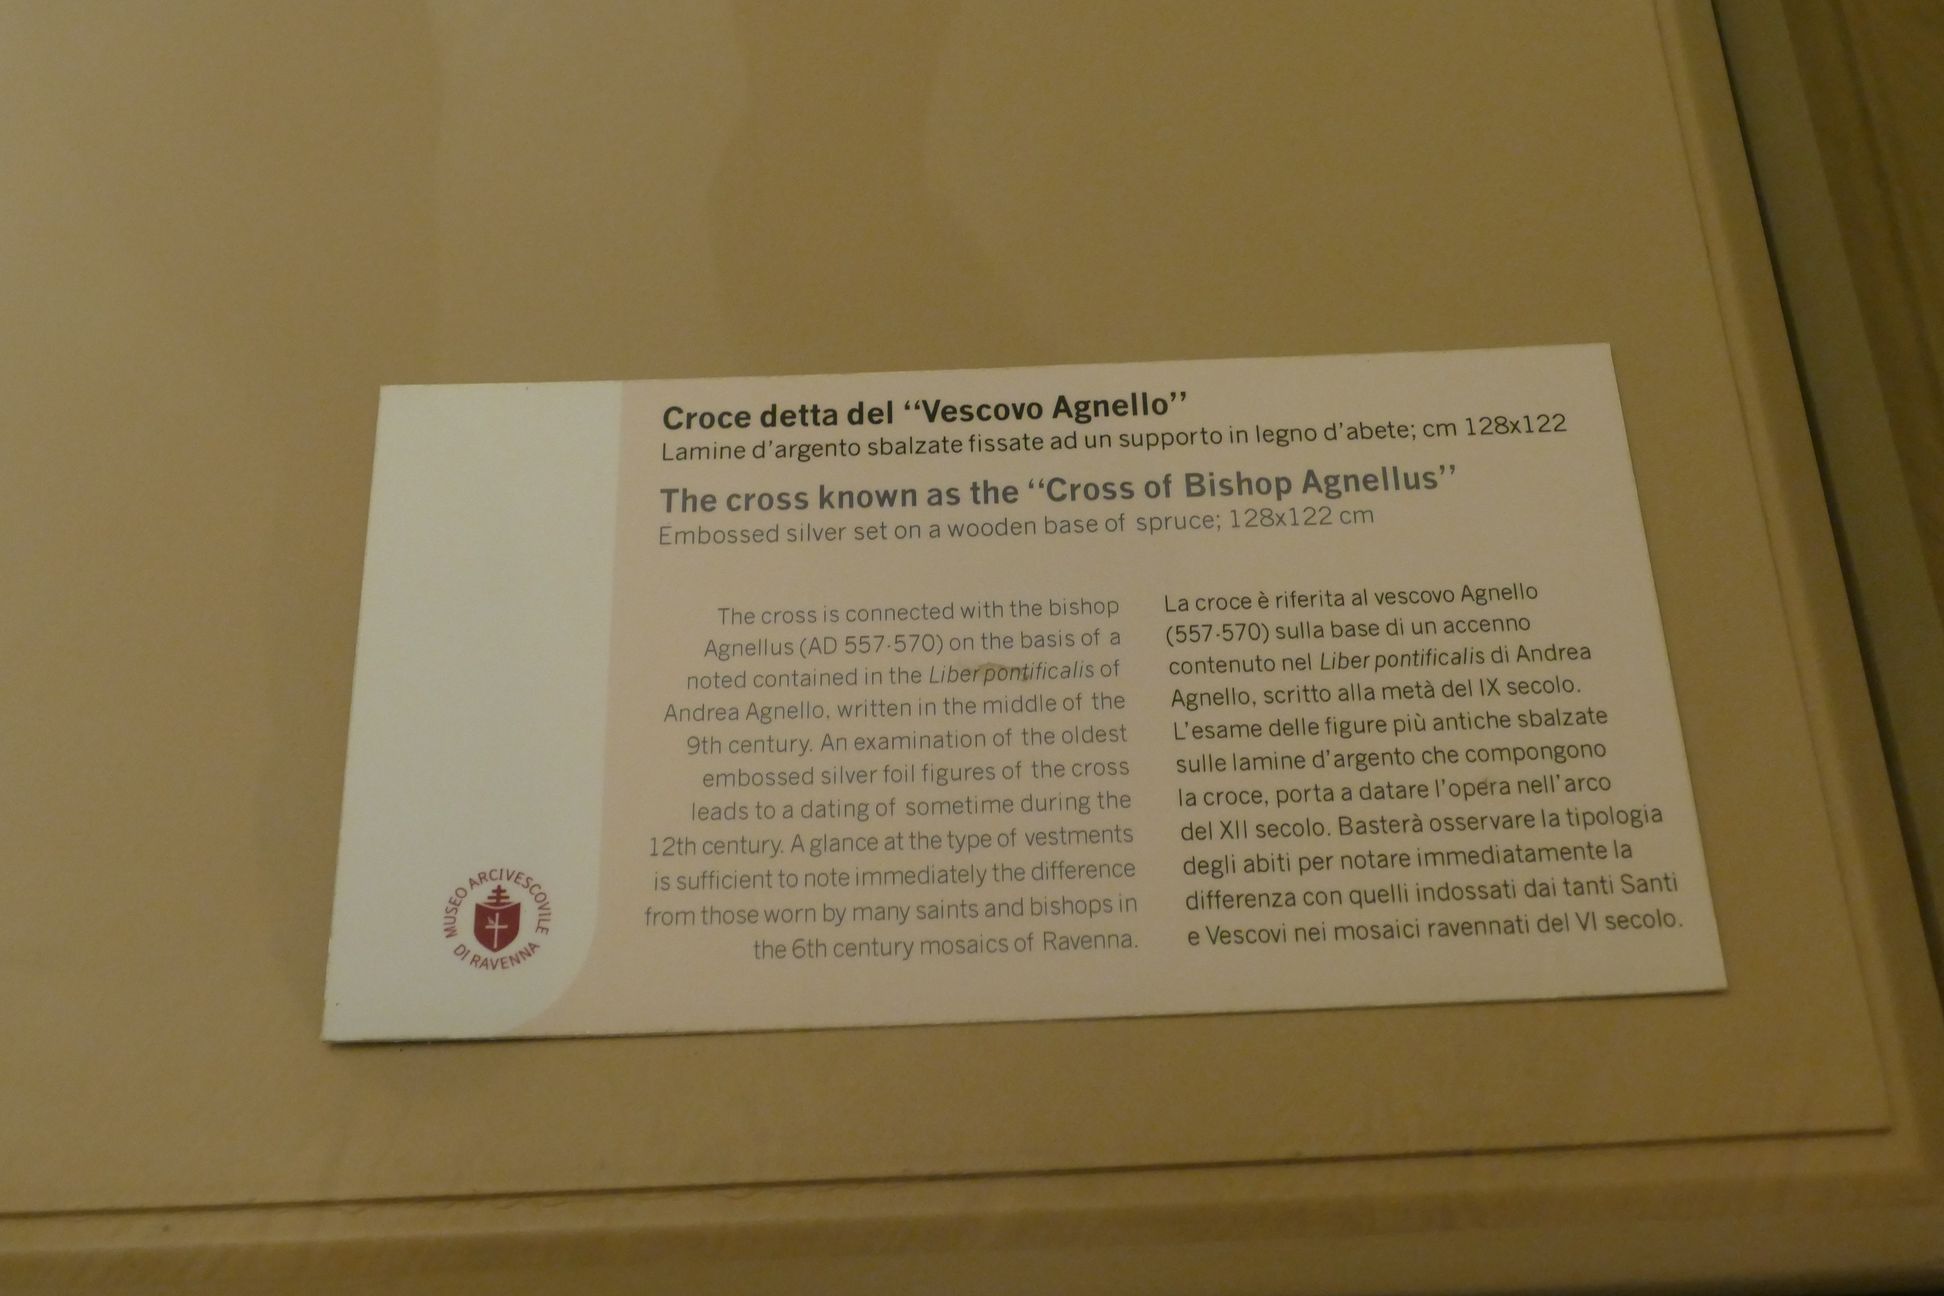 Croce detta del “Vescovo Agnello”
Lamine d’argento sbalzate fissate ad un supporto in legno d’abete; cm 128x122
The cross known as the “Cross of Bishop Agnellus”
Embossed silver set on a wooden base of spruce; 128x122 cm
The cross is connected with the bishop
Agnellus (AD 557-570) on the basis of a
noted contained in the Liber pontificalis of
Andrea Agnello, written in the middle of the
9th century. An examination of the oldest
embossed silver foil figures of the cross
leads to a dating of sometime during the
12th century. A glance at the type of vestments
is sufficient to note immediately the difference
from those worn by many saints and bishops in
the 6th century mosaics of Ravenna.
La croce è riferita al vescovo Agnello
(557-570) sulla base di un accenno
contenuto nel Liber pontificalis di Andrea
Agnello, scritto alla metà del IX secolo.
L’esame delle figure più antiche sbalzate
sulle lamine d’argento che compongono
la croce, porta a datare l’opera nell’arco
del XII secolo. Basterà osservare la tipologia
degli abiti per notare immediatamente la
differenza con quelli indossati dai tanti Santi
e Vescovi nei mosaici ravennati del VI secolo.
MUSEO ARCIVESCOVILE
DI RAVENNA